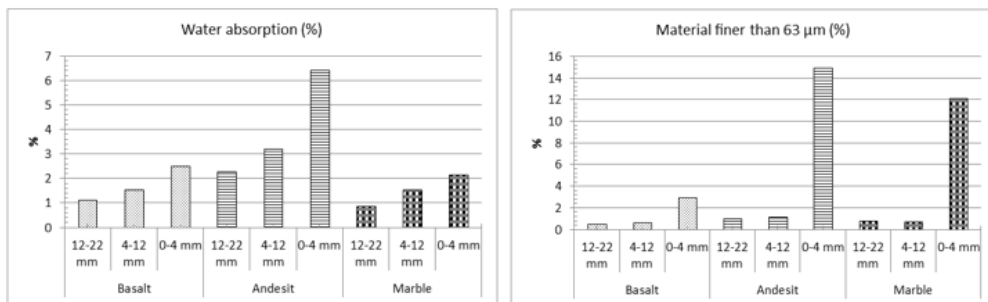 Water absorption (%)
7
6
5
4
3
2
1
0
%
12-22 mm
4-12 mm
0-4 mm
12-22 mm
4-12 mm
0-4 mm
12-22 mm
4-12 mm
0-4 mm
Basalt
Andesit
Marble
Material finer than 63 µm (%)
16
14
12
10
8
6
4
2
0
%
12-22 mm
4-12 mm
0-4 mm
12-22 mm
4-12 mm
0-4 mm
12-22 mm
4-12 mm
0-4 mm
Basalt
Andesit
Marble